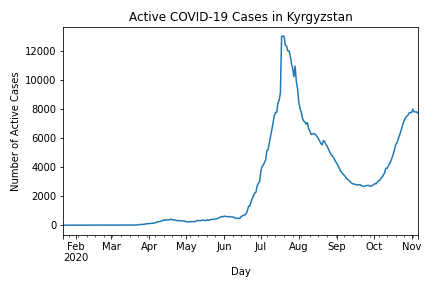 Active COVID-19 Cases in Kyrgyzstan
Number of Active Cases
12000
10000
8000
6000
4000
2000
0
Feb Mar Apr May Jun Jul Aug Sep Oct Nov
2020
Day